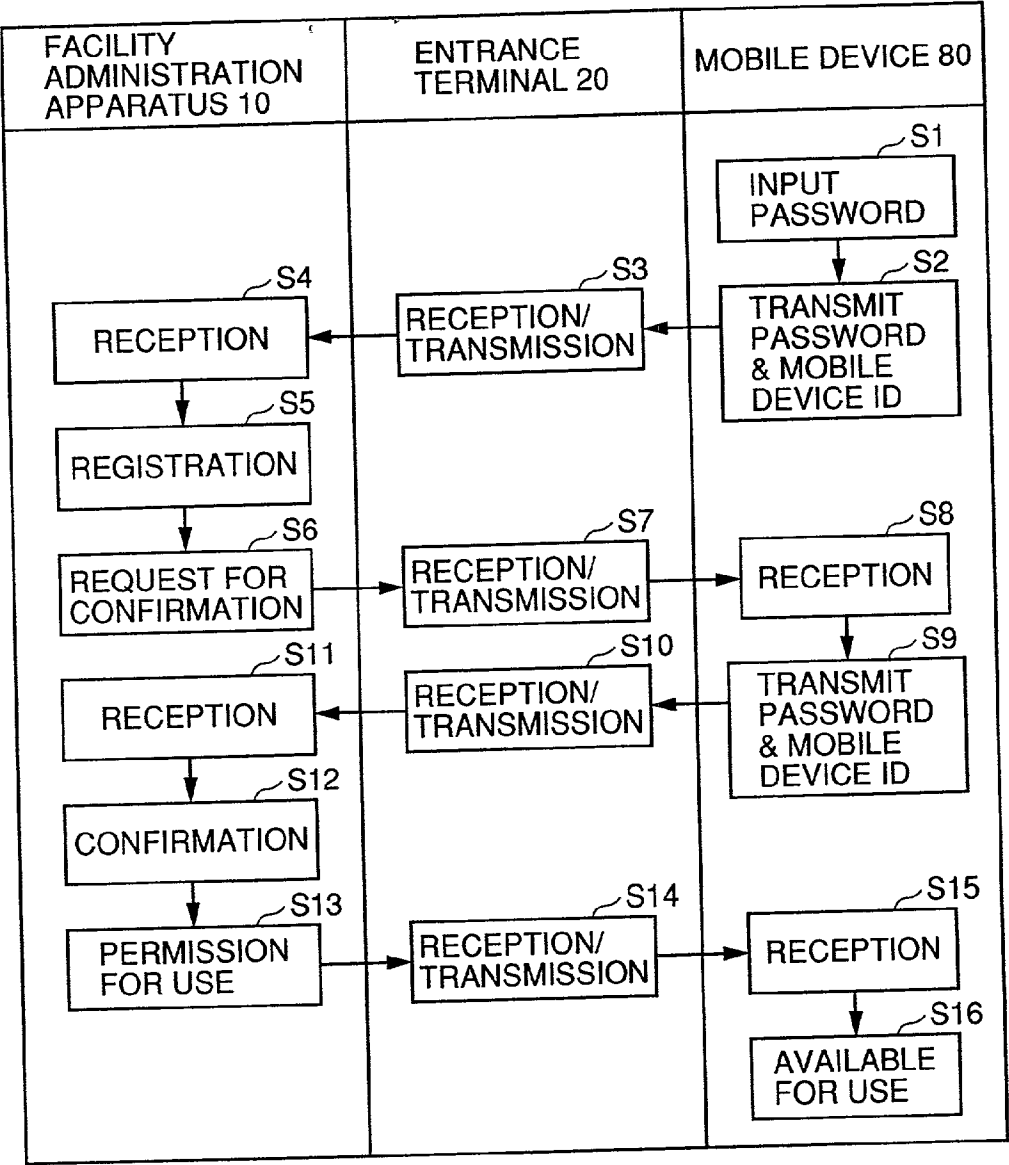 FACILITY
ADMINISTRATION
APPARATUS 10
ENTRANCE
TERMINAL 20
MOBILE DEVICE 80
S1
INPUT
PASSWORD
S2
TRANSMIT
PASSWORD
& MOBILE
DEVICE ID
S3
RECEPTION/
TRANSMISSION
S4
RECEPTION
S5
REGISTRATION
S6
REQUEST FOR
CONFIRMATION
S7
RECEPTION/
TRANSMISSION
S8
RECEPTION
S9
TRANSMIT
PASSWORD
& MOBILE
DEVICE ID
S10
RECEPTION/
TRANSMISSION
S11
RECEPTION
S12
CONFIRMATION
S13
PERMISSION
FOR USE
S14
RECEPTION/
TRANSMISSION
S15
RECEPTION
S16
AVAILABLE
FOR USE